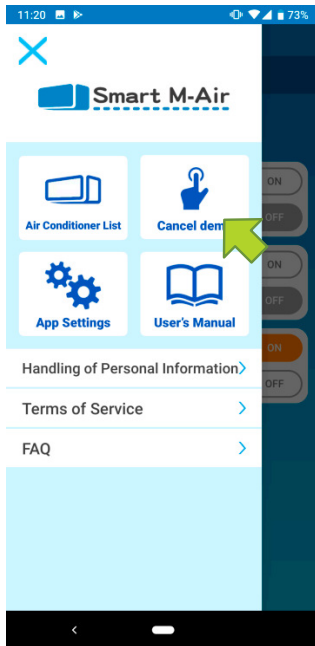 11:20 73%
Smart M-Air
Air Conditioner List
Cancel dem
App Settings
User's Manual
Handling of Personal Information
Terms of Service
FAQ
ON
OFF
ON
OFF
ON
OFF